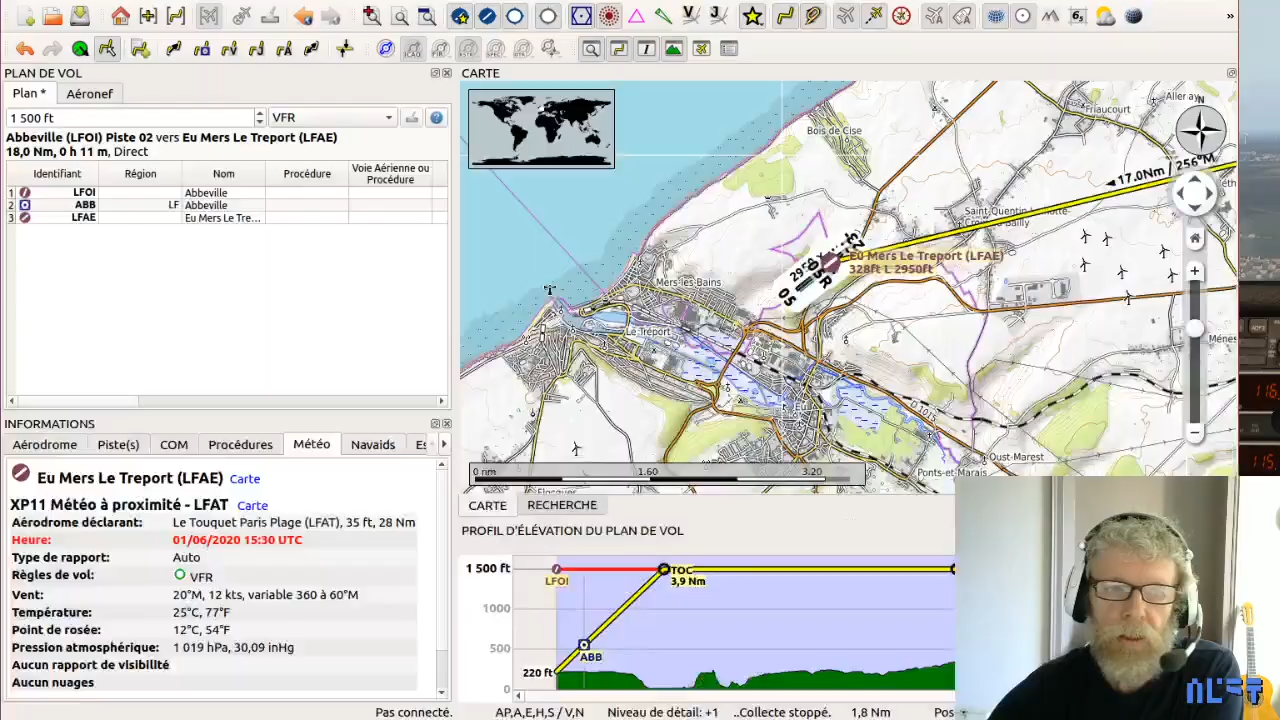 PLAN DE VOL
CARTE
Plan *
Aéronef
1 500 ft
VFR
Abbeville (LFOI) Piste 02 vers Eu Mers Le Treport (LFAE)
18,0 Nm, 0 h 11 m, Direct
Identifiant Région Nom Procédure Voie Aérienne ou Procédure
1 LFOI Abbeville
2 ABB LF Abbeville
3 LFAE Eu Mers Le Tre...
INFORMATIONS
Aérodrome Piste(s) COM Procédures Météo Navaids Es
Eu Mers Le Treport (LFAE) Carte
XP11 Météo à proximité - LFAT Carte
Aérodrome déclarant: Le Touquet Paris Plage (LFAT), 35 ft, 28 Nm
Heure: 01/06/2020 15:30 UTC
Type de rapport: Auto
Règles de vol: VFR
Vent: 20°M, 12 kts, variable 360 à 60°M
Température: 25°C, 77°F
Point de rosée: 12°C, 54°F
Pression atmosphérique: 1 019 hPa, 30,09 inHg
Aucun rapport de visibilité
Aucun nuages
Friaucourt
Bois de Cise
N
17.0Nm / 256°M
Eu Mers Le Treport (LFAE)
328ft L 2950ft
05
Mers-les-Bains
Le Tréport
Eu
D 1015
Oust-Marest
Ponts-et-Marais
0 nm 1.60 3.20
CARTE RECHERCHE
PROFIL D'ÉLÉVATION DU PLAN DE VOL
1 500 ft
LFOI
TOC
3,9 Nm
1000
500
ABB
220 ft
0
Pas connecté. AP,A,E,H,S / V,N Niveau de détail: +1 ..Collecte stoppé. 1,8 Nm Pos